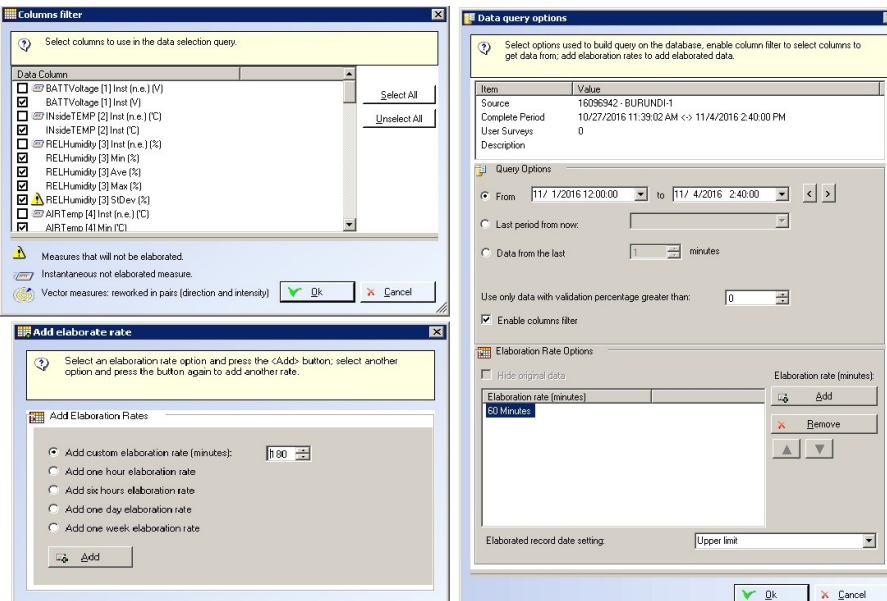 Columns filter
Select columns to use in the data selection query.
Data Column
BATTVoltage [1] Inst (n.e.) (V)
BATTVoltage [1] Inst (V)
INsideTEMP [2] Inst (n.e.) (°C)
INsideTEMP [2] Inst (°C)
RELHumidity [3] Inst (n.e.) (%)
RELHumidity [3] Min (%)
RELHumidity [3] Ave (%)
RELHumidity [3] Max (%)
RELHumidity [3] StDev (%)
AIRTemp [4] Inst (n.e.) (°C)
AIRTemp [4] Min (°C)
Select All
Unselect All
Measures that will not be elaborated.
Instantaneous not elaborated measure.
Vector measures: reworked in pairs (direction and intensity)
Ok
Cancel
Add elaborate rate
Select an elaboration rate option and press the <Add> button; select another
option and press the button again to add another rate.
Add Elaboration Rates
Add custom elaboration rate (minutes): 180
Add one hour elaboration rate
Add six hours elaboration rate
Add one day elaboration rate
Add one week elaboration rate
Add
Data query options
Select options used to build query on the database, enable column filter to select columns to
get data from; add elaboration rates to add elaborated data.
Item Value
Source 16096942 - BURUNDI-1
Complete Period 10/27/2016 11:39:02 AM <-> 11/4/2016 2:40:00 PM
User Surveys 0
Description
Query Options
From 11/ 1/2016 12:00:00 to 11/ 4/2016 2:40:00 < >
Last period from now:
Data from the last 1 minutes
Use only data with validation percentage greater than: 0
Enable columns filter
Elaboration Rate Options
Hide original data
Elaboration rate (minutes):
Elaboration rate (minutes)
60 Minutes
Add
Remove
Elaborated record date setting: Upper limit
Ok
Cancel